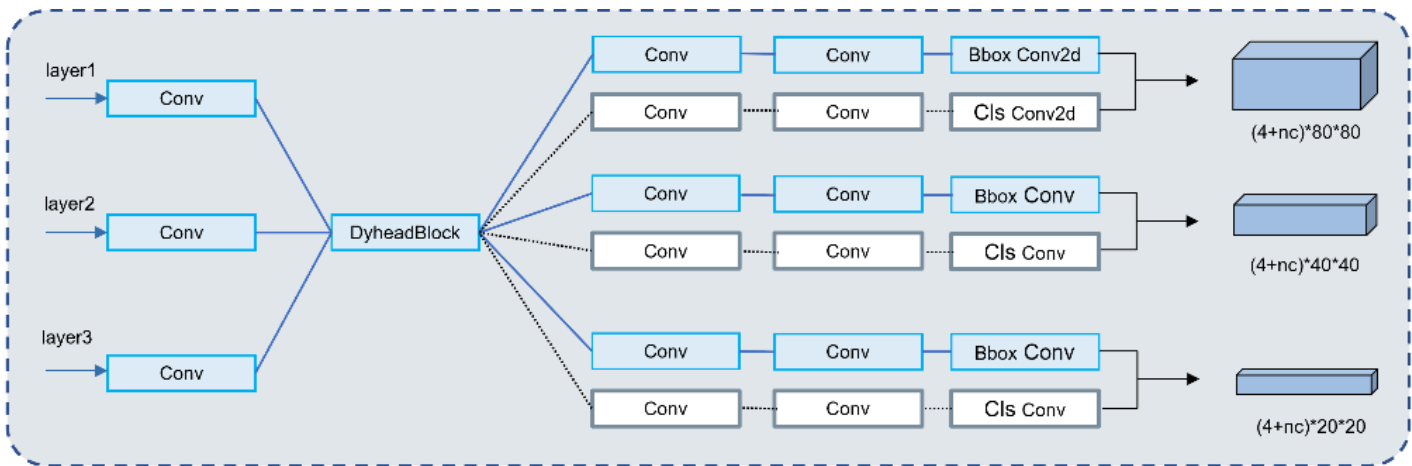 layer1
Conv
layer2
Conv
layer3
Conv
DyheadBlock
Conv
Conv
Bbox Conv2d
Conv
Conv
Cls Conv2d
(4+nc)*80*80
Conv
Conv
Bbox Conv
Conv
Conv
Cls Conv
(4+nc)*40*40
Conv
Conv
Bbox Conv
Conv
Conv
Cls Conv
(4+nc)*20*20